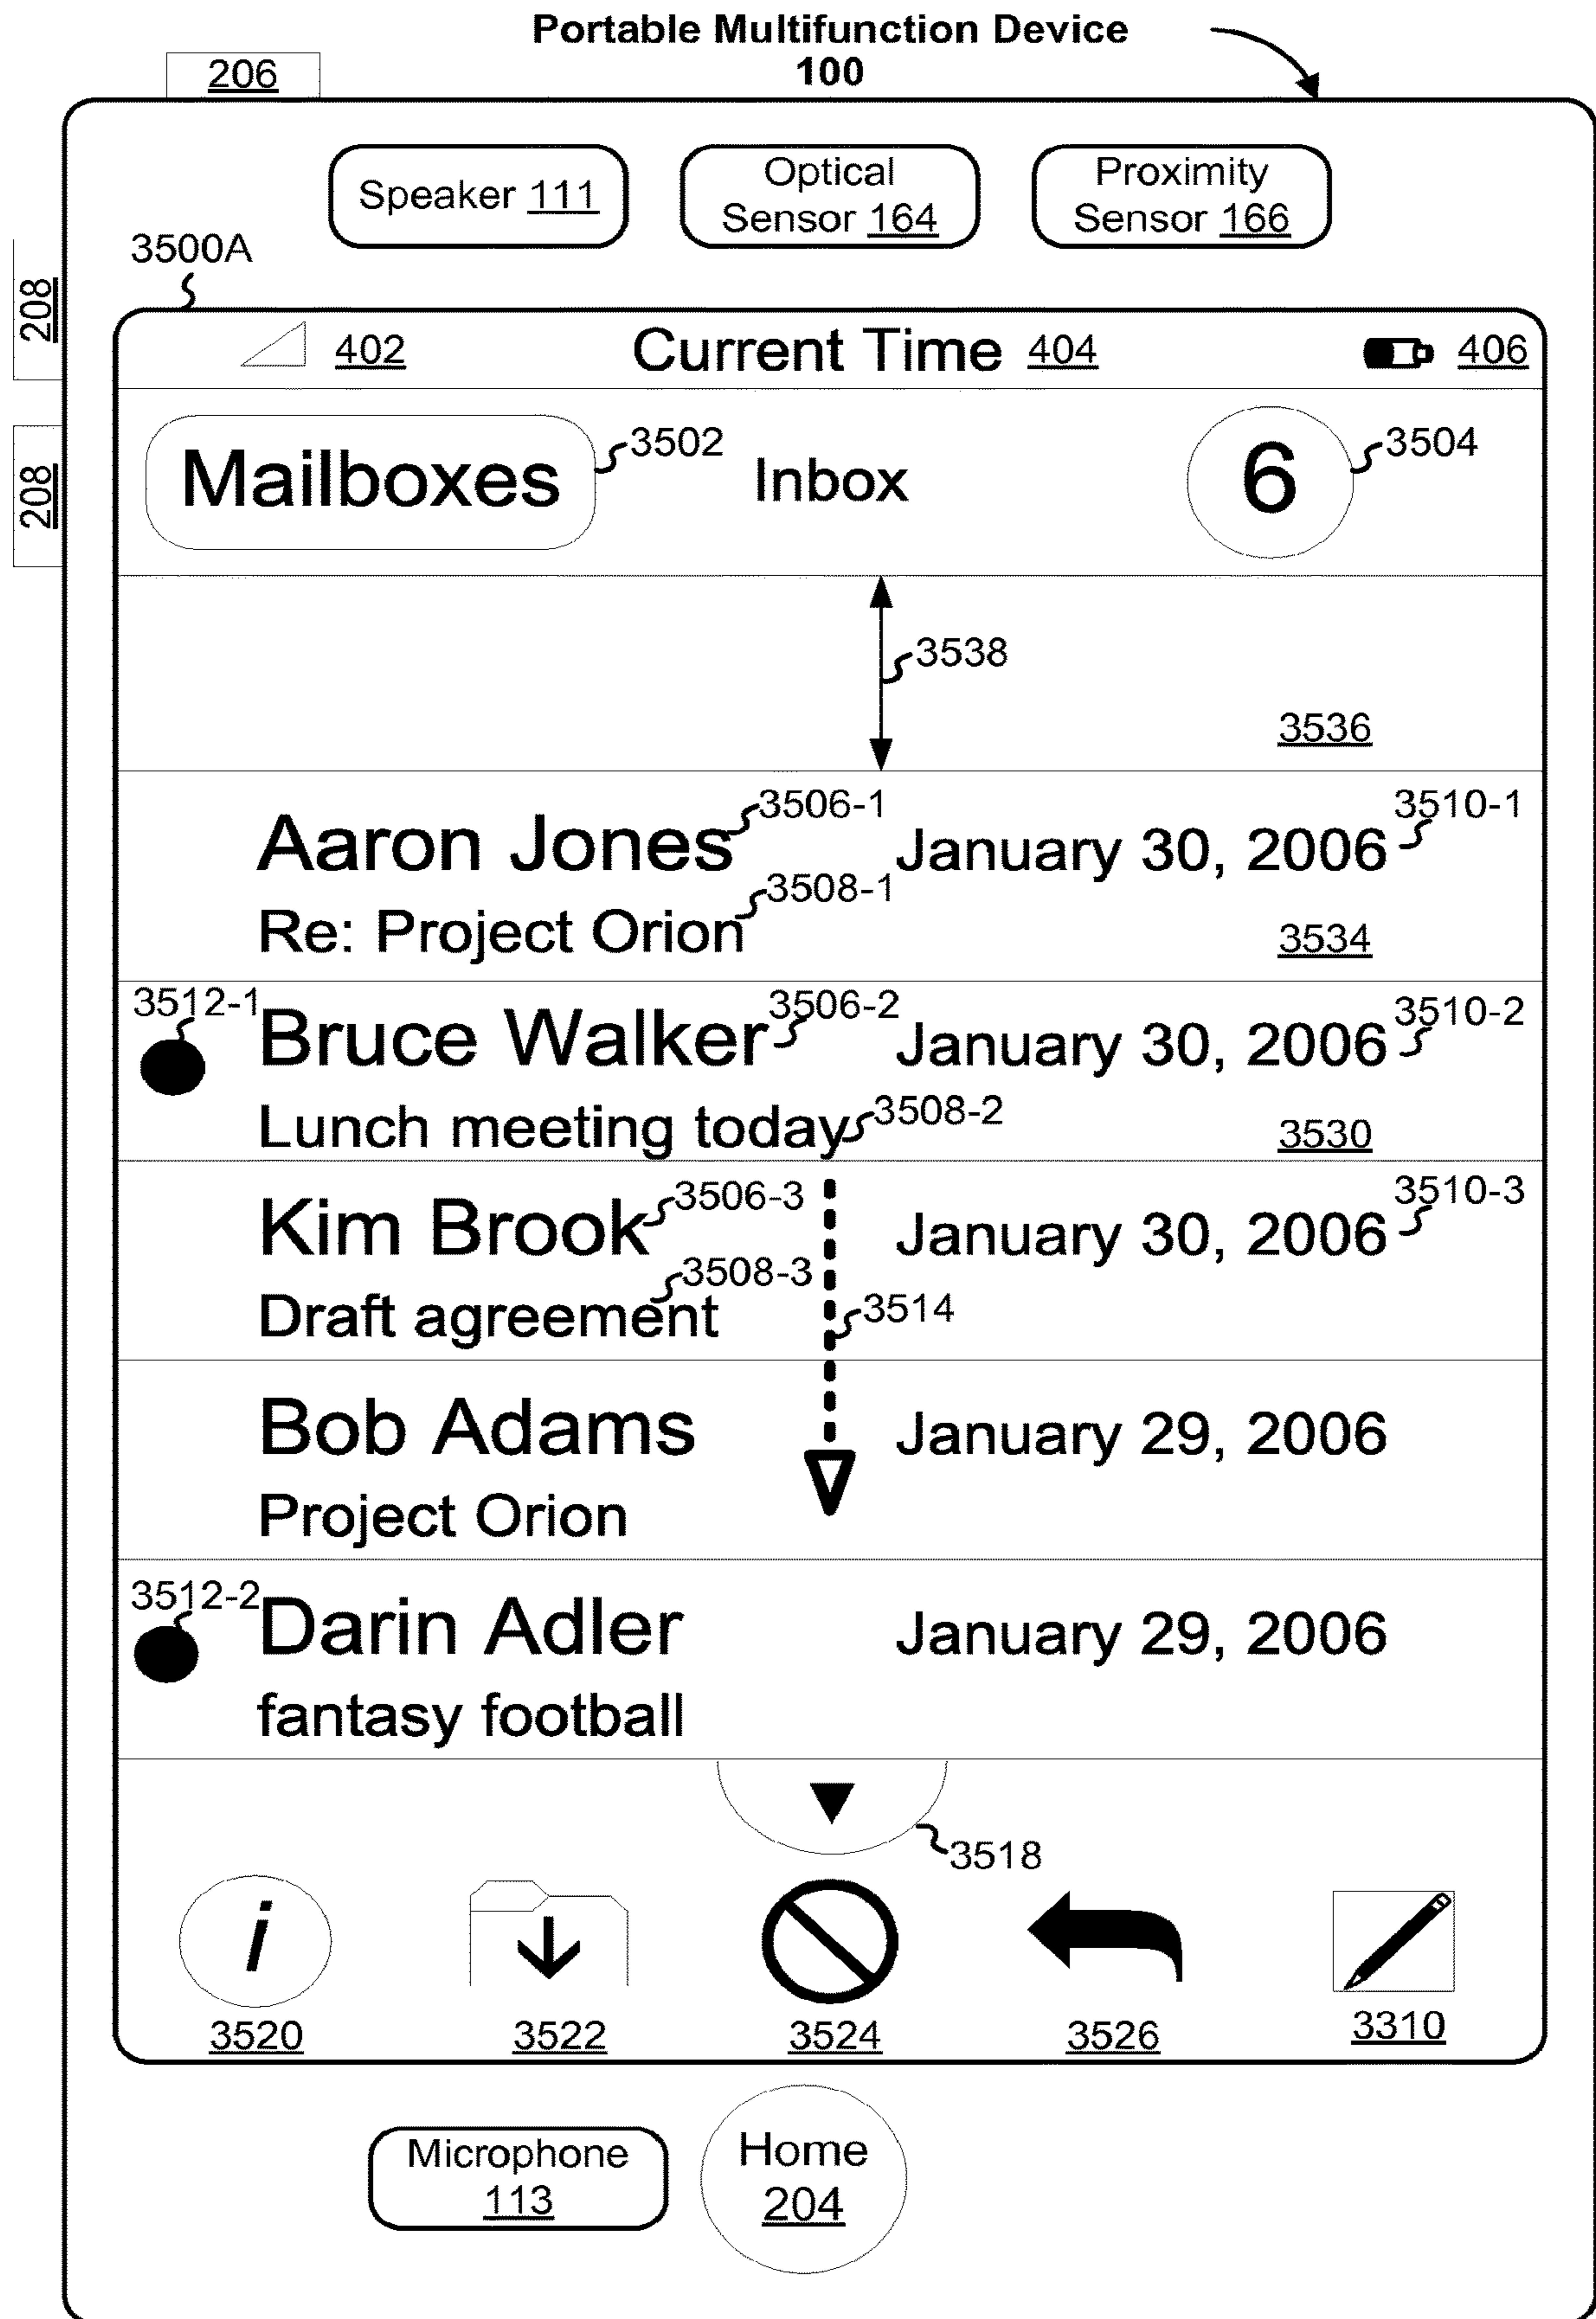 Portable Multifunction Device
100
206
Speaker 111
Optical
Sensor 164
Proximity
Sensor 166
3500A
208
208
402
Current Time 404
406
Mailboxes
3502
Inbox
6
3504
3538
3536
Aaron Jones
3506-1
January 30, 2006
3510-1
Re: Project Orion
3508-1
3534
3512-1
Bruce Walker
3506-2
January 30, 2006
3510-2
Lunch meeting today
3508-2
3530
Kim Brook
3506-3
January 30, 2006
3510-3
Draft agreement
3508-3
3514
Bob Adams
January 29, 2006
Project Orion
3512-2
Darin Adler
January 29, 2006
fantasy football
3518
i
3520
3522
3524
3526
3310
Microphone
113
Home
204